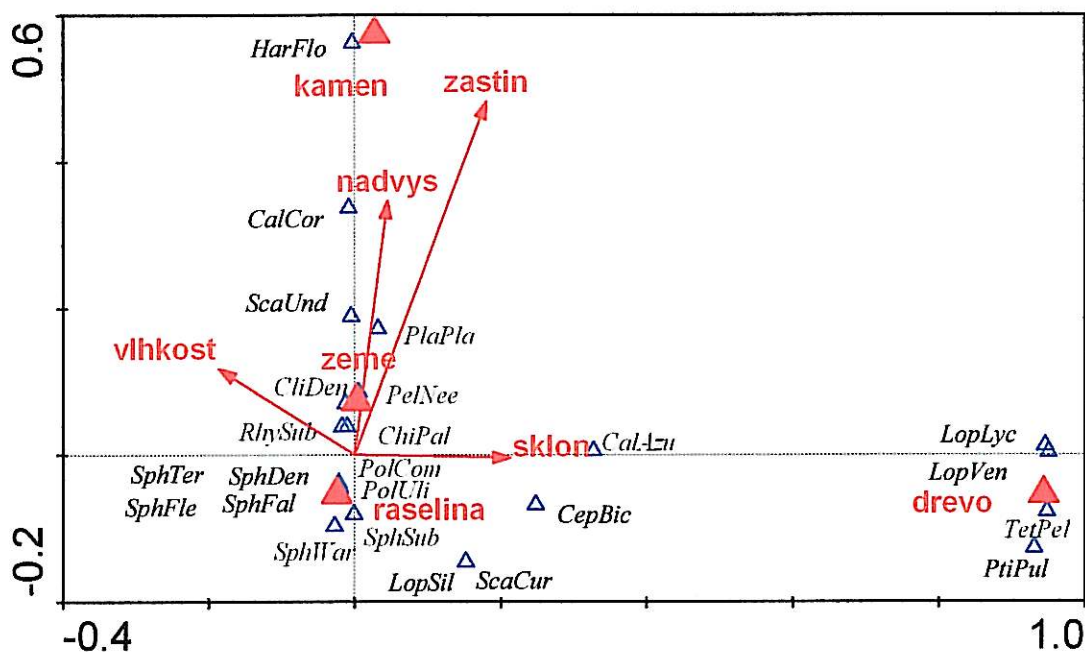 0.6
HarFlo
kamen
zastin
nadvys
CalCor
ScaUnd
PlaPla
vlhkost
zeme
CliDen
PelNee
RhySub
ChiPal
sklon
CalAzu
LopLyc
SphTer
SphDen
PolCom
LopVen
SphFle
SphFal
PolUli
raselina
drevo
CepBic
TetPel
SphWar
SphSub
PtiPul
LopSil
ScaCur
-0.2
-0.4
1.0